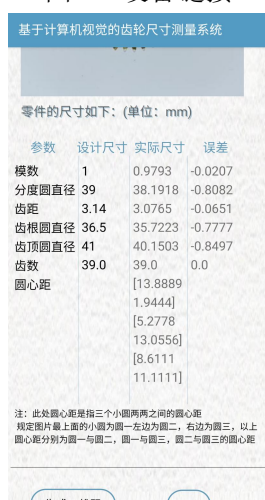 基于计算机视觉的齿轮尺寸测量系统
零件的尺寸如下：(单位：mm)
参数 设计尺寸 实际尺寸 误差
模数 1 0.9793 -0.0207
分度圆直径 39 38.1918 -0.8082
齿距 3.14 3.0765 -0.0651
齿根圆直径 36.5 35.7223 -0.7777
齿顶圆直径 41 40.1503 -0.8497
齿数 39.0 39.0 0.0
圆心距 [13.8889
1.9444]
[5.2778
13.0556]
[8.6111
11.1111]
注：此处圆心距是指三个小圆两两之间的圆心距
规定图片最上面的小圆为圆一左边为圆二，右边为圆三，以上
圆心距分别为圆一与圆二，圆一与圆三，圆二与圆三的圆心距